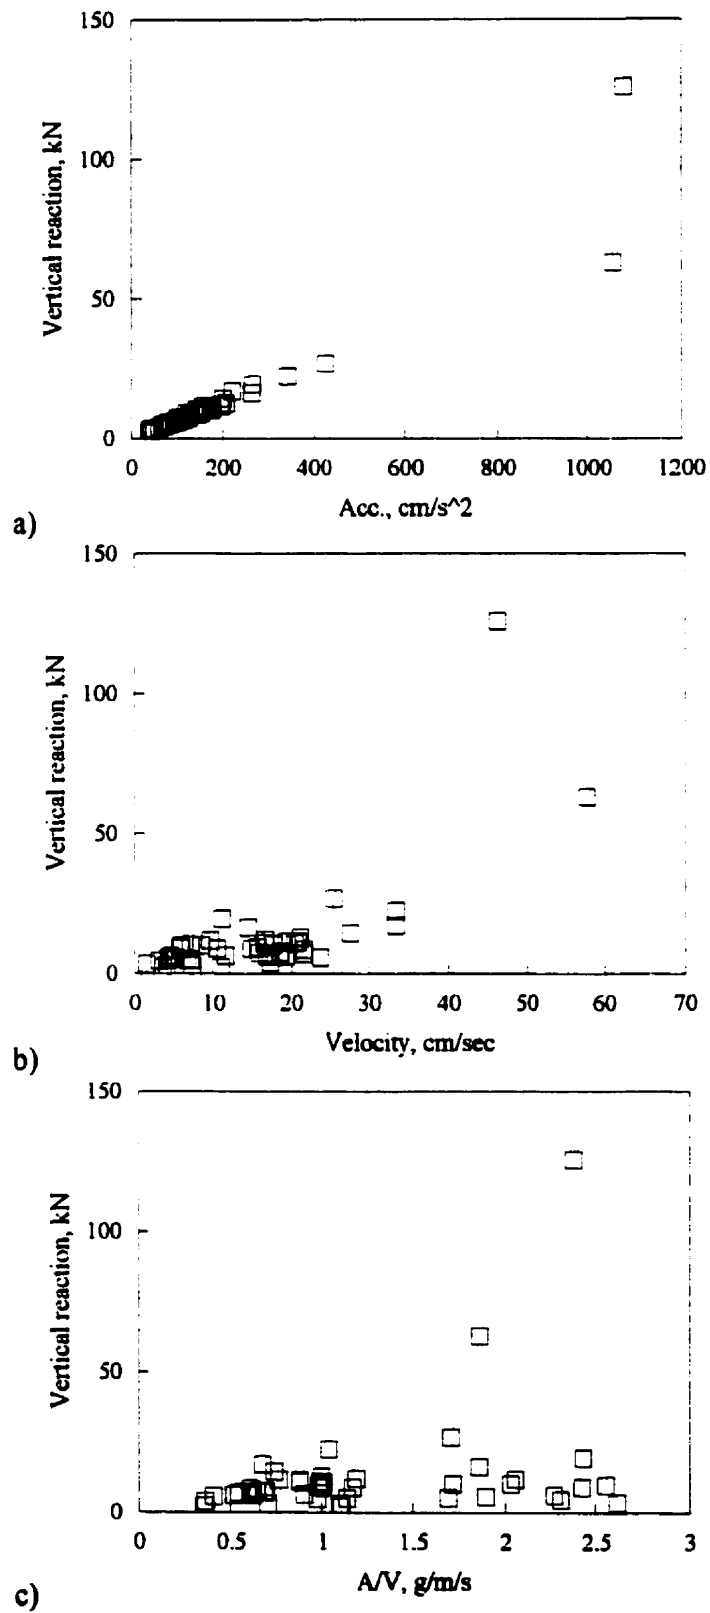 150
100
50
0
Vertical reaction, kN
0 200 400 600 800 1000 1200
Acc., cm/s^2
a)
150
100
50
0
Vertical reaction, kN
0 10 20 30 40 50 60 70
Velocity, cm/sec
b)
150
100
50
0
Vertical reaction, kN
0 0.5 1 1.5 2 2.5 3
A/V, g/m/s
c)